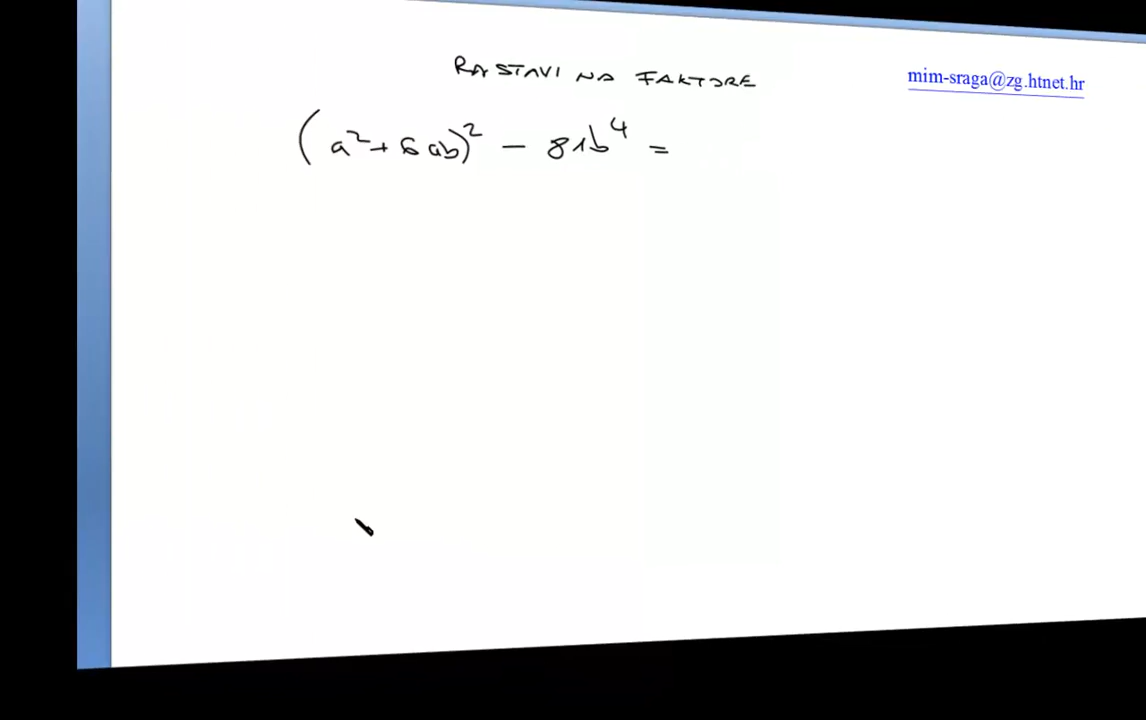 RASTAVI NA FAKTORE
mim-sraga@zg.htnet.hr
(a²+6ab)² - 81b⁴ =